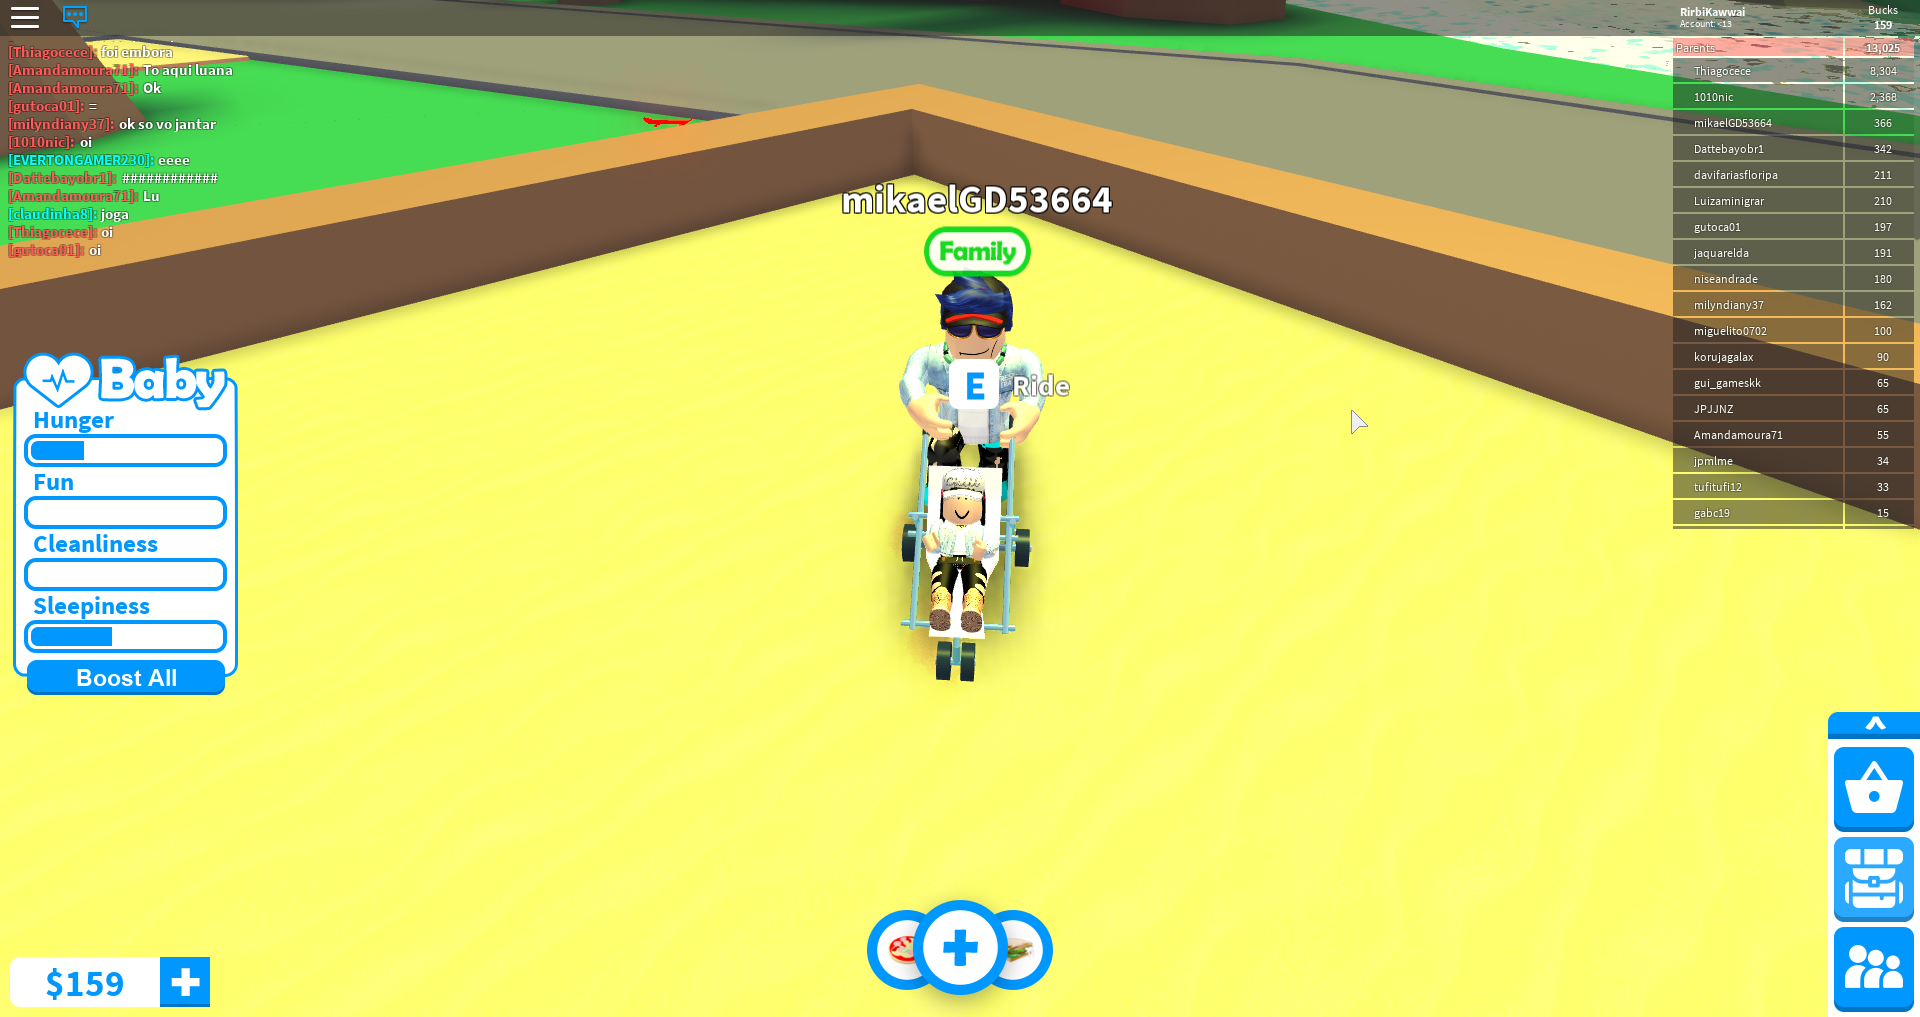 RirbiKawwai
Account: <13
Bucks
159
[Thiagocece]: foi embora
[Amandamoura71]: To aqui luana
[Amandamoura71]: Ok
[gutoca01]: =
[milyndiany37]: ok so vo jantar
[1010nic]: oi
[EVERTONGAMER230]: eeee
[Dattebayobr1]: ############
[Amandamoura71]: Lu
[claudinha8]: joga
[Thiagocece]: oi
[gutoca01]: oi
Parents 13,025
Thiagocece 8,304
1010nic 2,368
mikaelGD53664 366
Dattebayobr1 342
davifariasfloripa 211
Luizaminigrar 210
gutoca01 197
jaquarelda 191
niseandrade 180
milyndiany37 162
miguelito0702 100
korujagalax 90
gui_gameskk 65
JPJJNZ 65
Amandamoura71 55
jpmlme 34
tufitufi12 33
gabc19 15
mikaelGD53664
Family
E Ride
Baby
Hunger
Fun
Cleanliness
Sleepiness
Boost All
$159